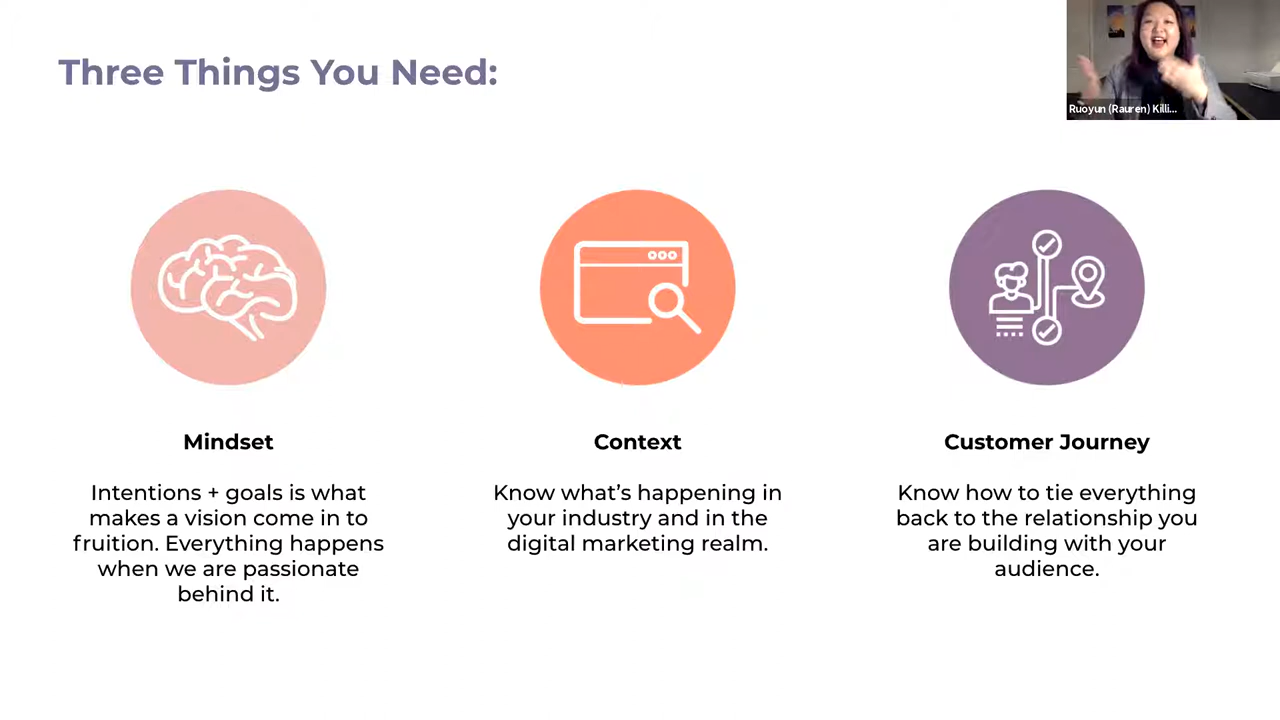 Three Things You Need:
Ruoyun (Rauren) Killi...
Mindset
Intentions + goals is what
makes a vision come in to
fruition. Everything happens
when we are passionate
behind it.
Context
Know what’s happening in
your industry and in the
digital marketing realm.
Customer Journey
Know how to tie everything
back to the relationship you
are building with your
audience.